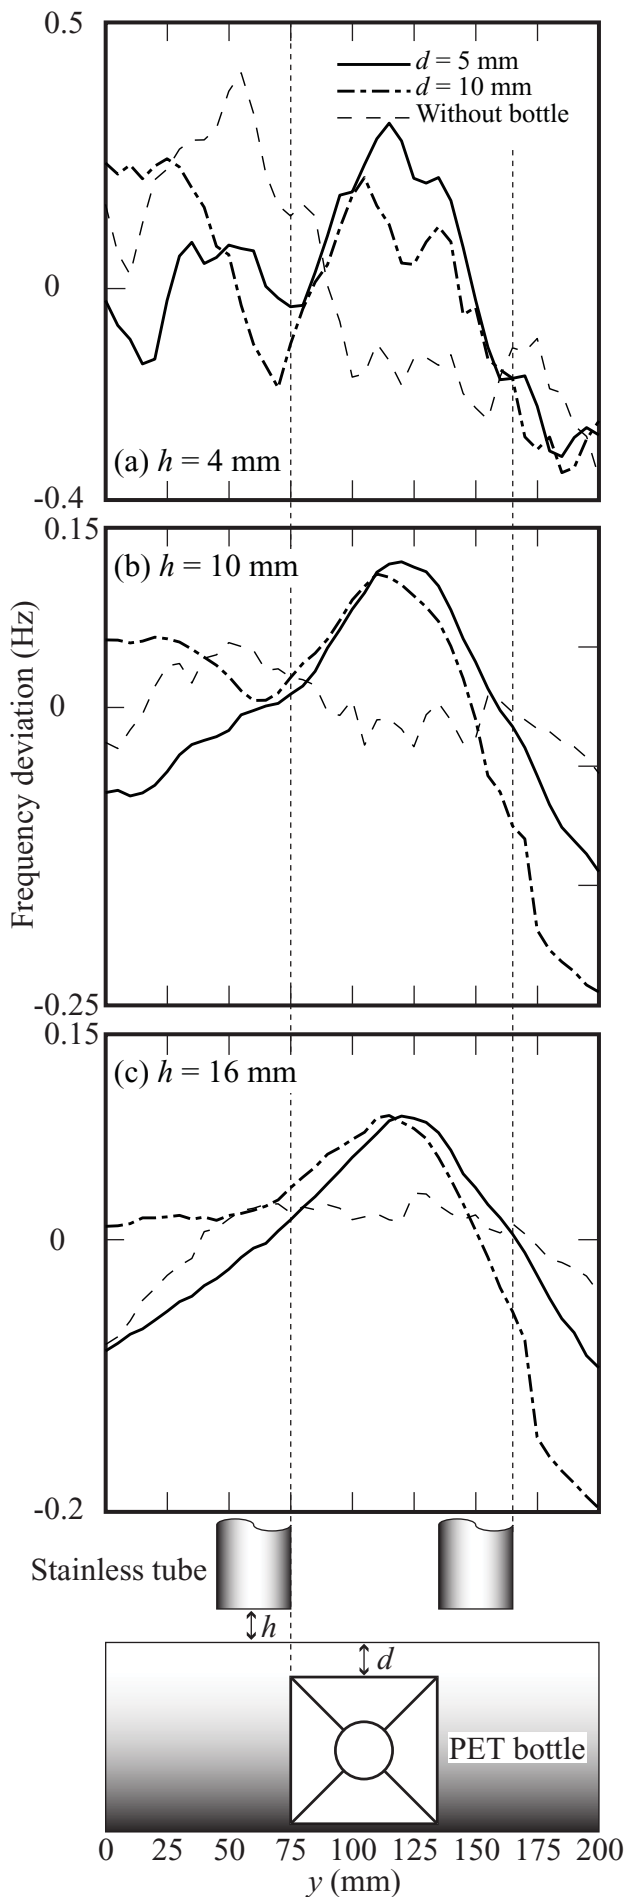 0.5
d = 5 mm
d = 10 mm
Without bottle
0
(a) h = 4 mm
-0.4
0.15
(b) h = 10 mm
Frequency deviation (Hz)
0
-0.25
0.15
(c) h = 16 mm
0
-0.2
Stainless tube
h
d
PET bottle
0 25 50 75 100 125 150 175 200
y (mm)